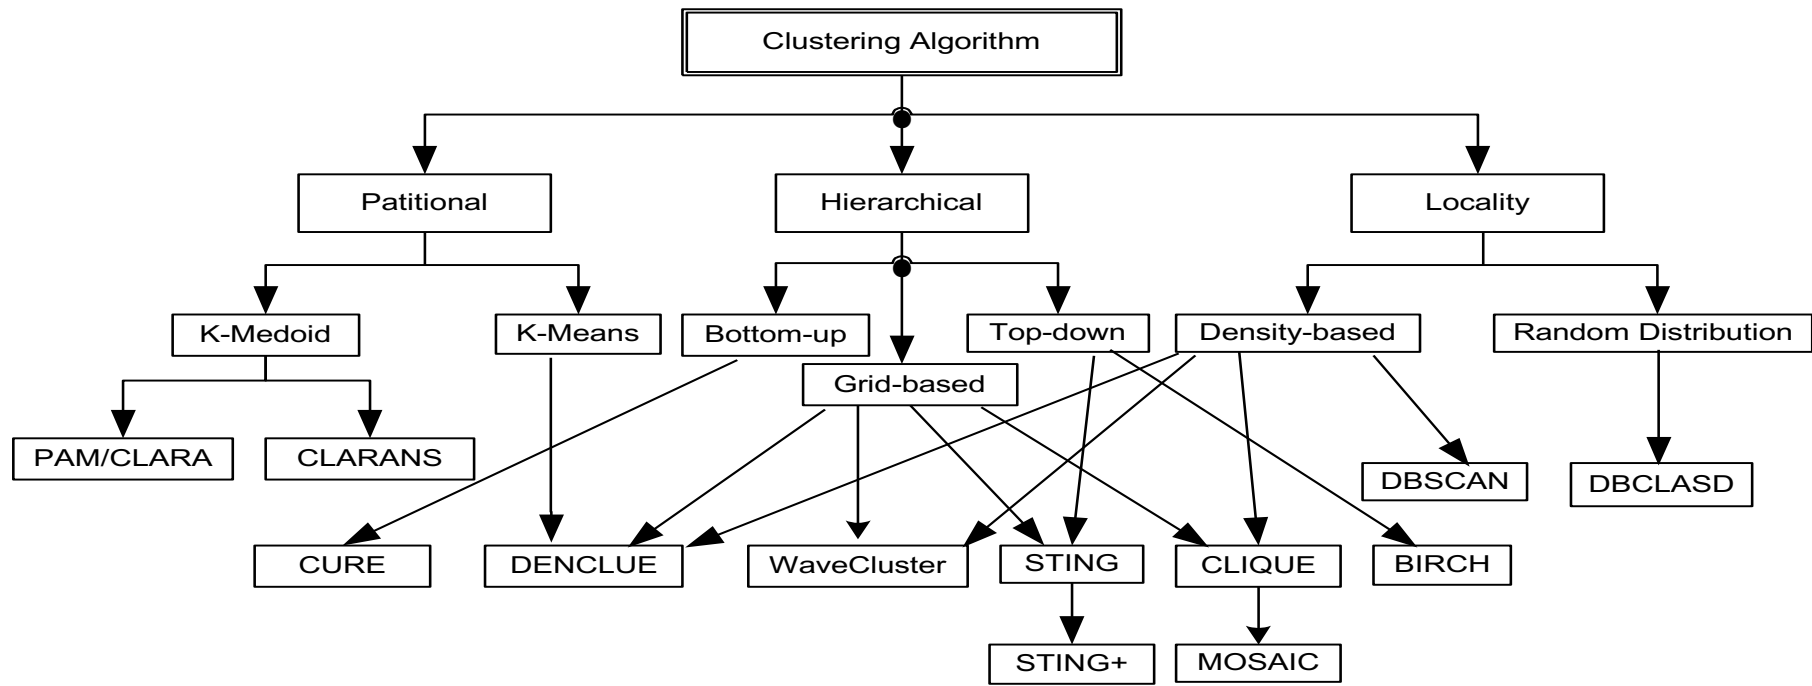 Clustering Algorithm
Patitional
Hierarchical
Locality
K-Medoid
K-Means
Bottom-up
Top-down
Density-based
Random Distribution
Grid-based
PAM/CLARA
CLARANS
DBSCAN
DBCLASD
CURE
DENCLUE
WaveCluster
STING
CLIQUE
BIRCH
STING+
MOSAIC